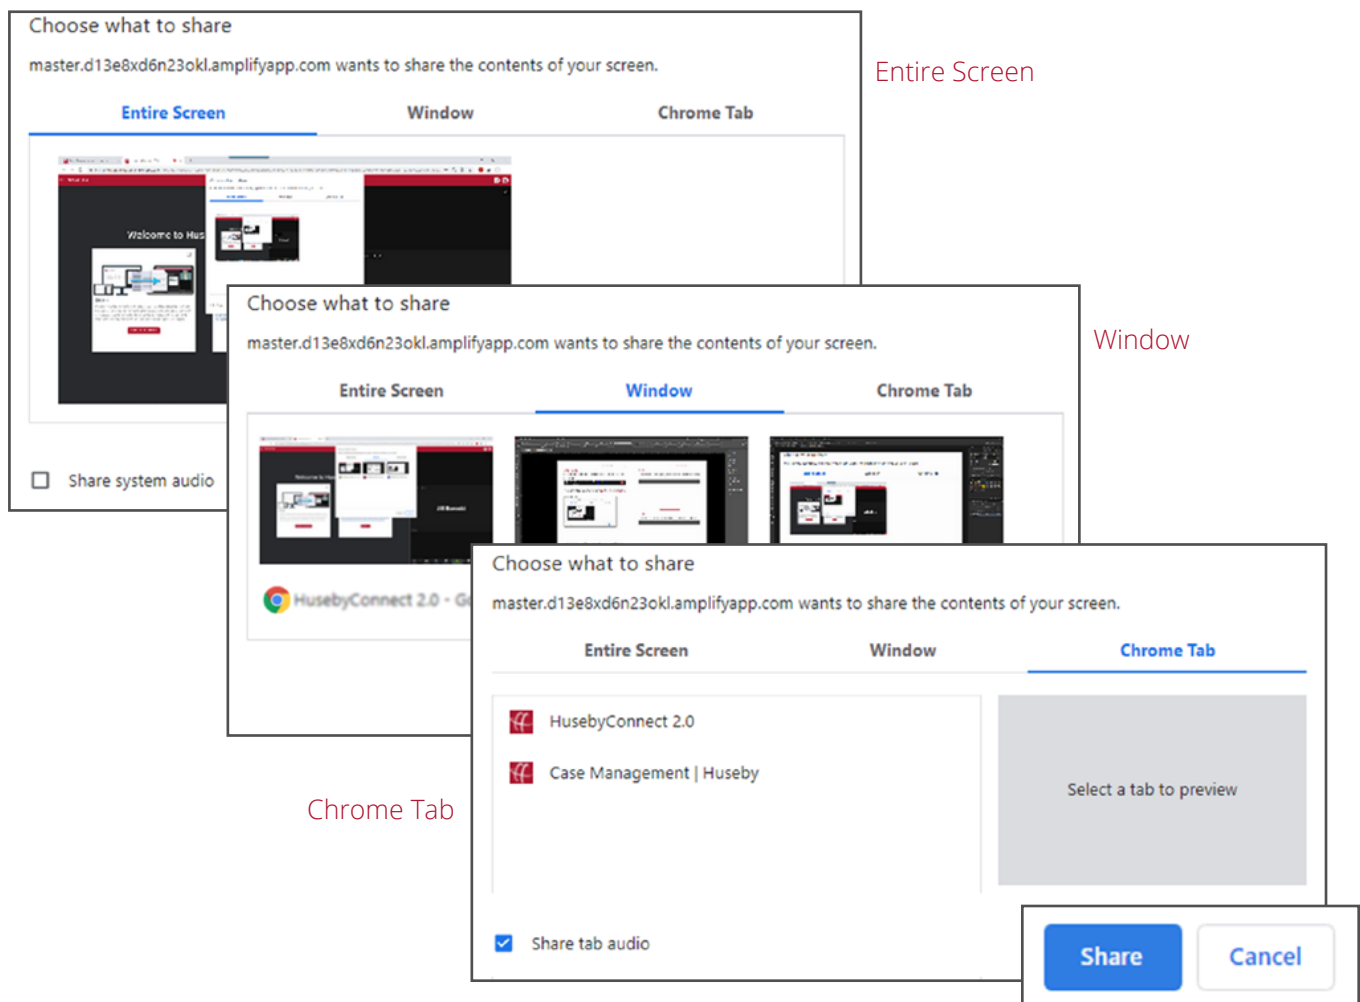 Choose what to share
master.d13e8xd6n23okl.amplifyapp.com wants to share the contents of your screen.
Entire Screen
Entire Screen Window Chrome Tab
Welcome to Hus
Share system audio
Choose what to share
master.d13e8xd6n23okl.amplifyapp.com wants to share the contents of your screen.
Window
Entire Screen Window Chrome Tab
HusebyConnect 2.0 - Go
Choose what to share
master.d13e8xd6n23okl.amplifyapp.com wants to share the contents of your screen.
Entire Screen Window Chrome Tab
HusebyConnect 2.0
Case Management | Huseby
Select a tab to preview
Chrome Tab
Share tab audio
Share Cancel